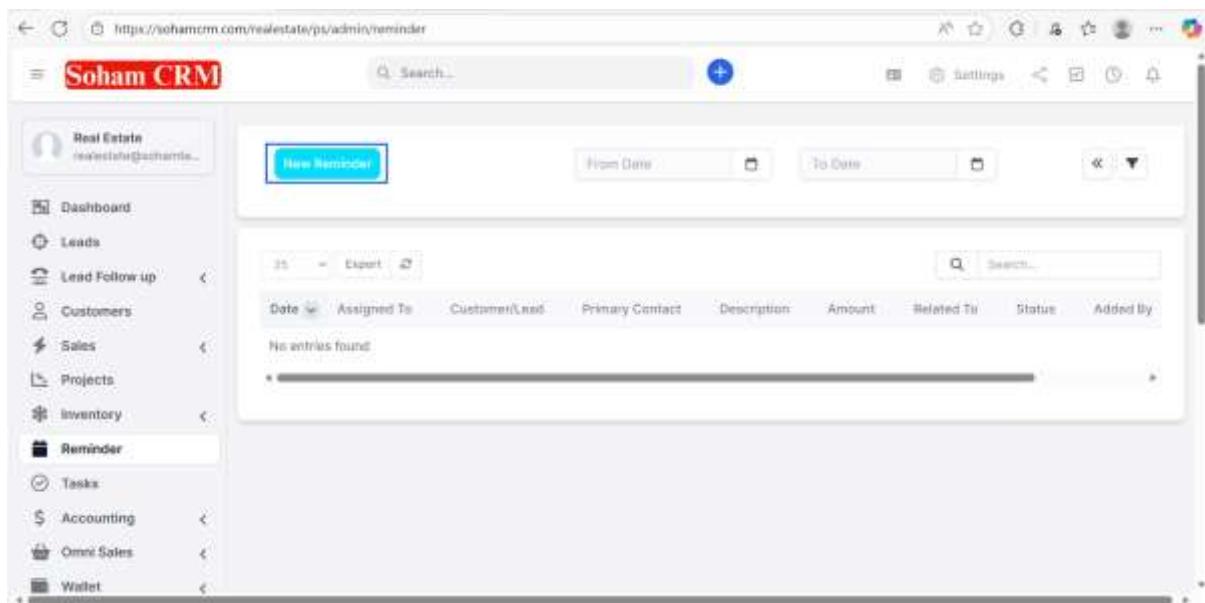 https://sohamcrm.com/realestate/ps/admin/reminder
Soham CRM
Search...
Settings
Real Estate
New Reminder
From Date
To Date
Dashboard
Leads
Lead Follow up
Customers
Sales
Projects
Inventory
Reminder
Tasks
Accounting
Omni Sales
Wallet
25 Export
Search...
Date Assigned To Customer/Lead Primary Contact Description Amount Related To Status Added By
No entries found